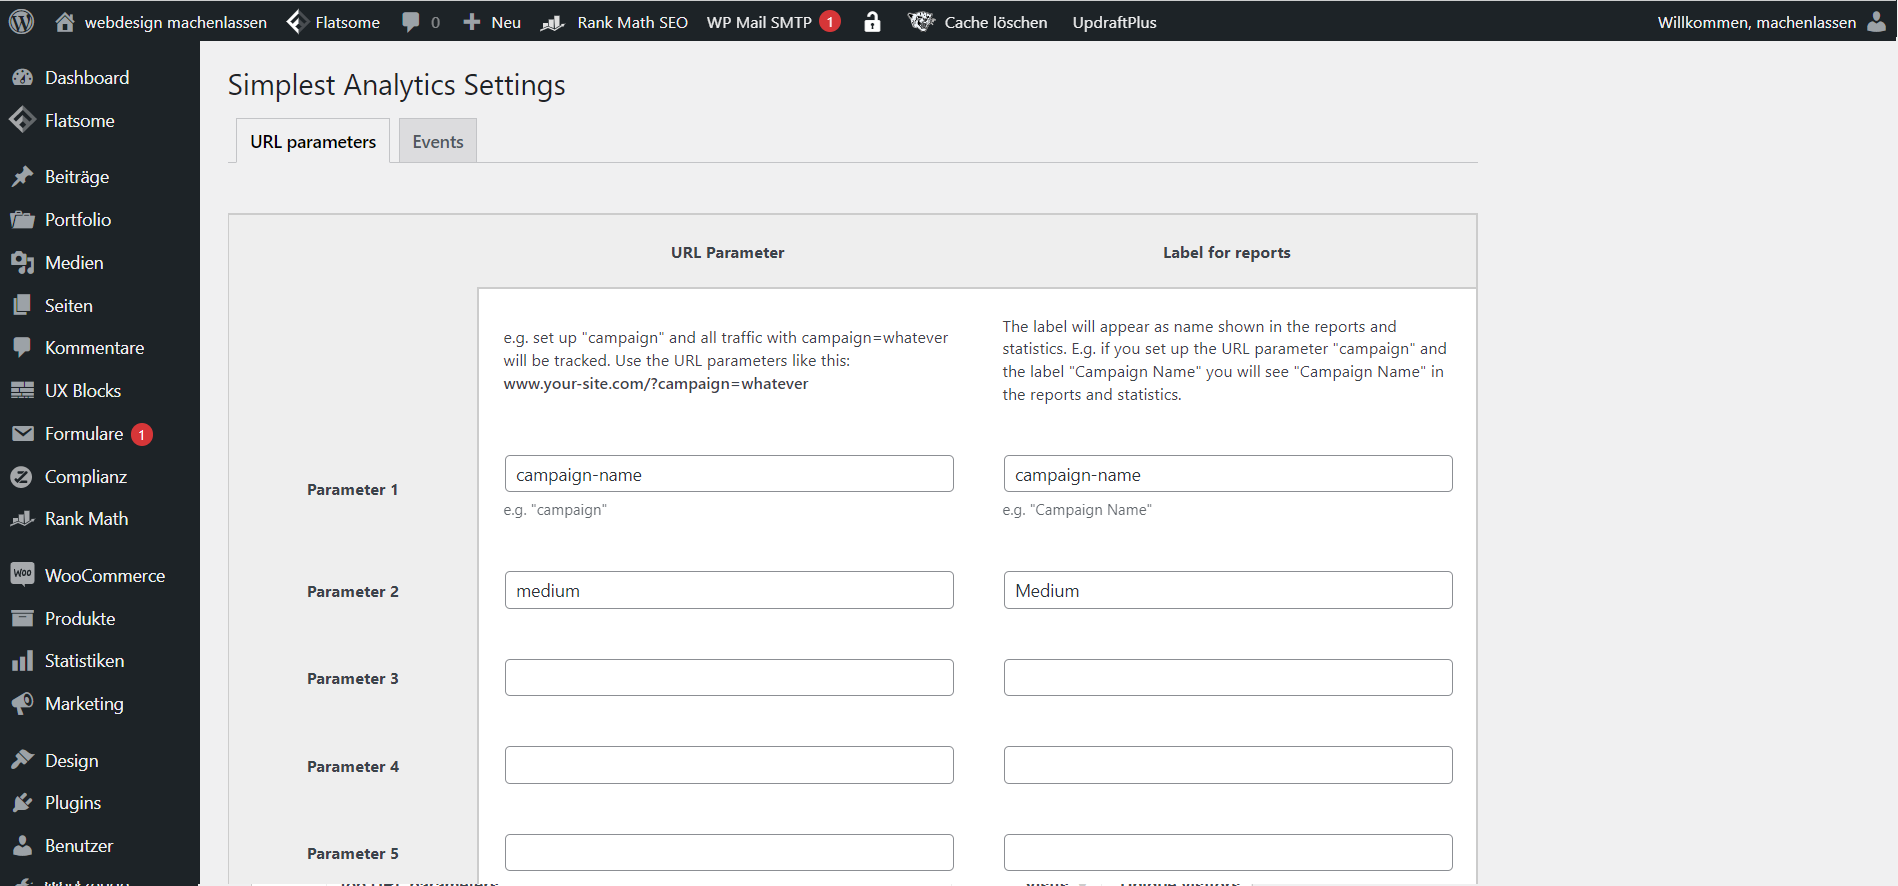 webdesign machenlassen Flatsome 0 Neu Rank Math SEO WP Mail SMTP 1 Cache löschen UpdraftPlus Willkommen, machenlassen
Dashboard
Flatsome
Beiträge
Portfolio
Medien
Seiten
Kommentare
UX Blocks
Formulare 1
Complianz
Rank Math
WooCommerce
Produkte
Statistiken
Marketing
Design
Plugins
Benutzer
Simplest Analytics Settings
URL parameters Events
URL Parameter Label for reports
e.g. set up "campaign" and all traffic with campaign=whatever
will be tracked. Use the URL parameters like this:
www.your-site.com/?campaign=whatever
The label will appear as name shown in the reports and
statistics. E.g. if you set up the URL parameter "campaign" and
the label "Campaign Name" you will see "Campaign Name" in
the reports and statistics.
Parameter 1 campaign-name campaign-name
e.g. "campaign" e.g. "Campaign Name"
Parameter 2 medium Medium
Parameter 3
Parameter 4
Parameter 5